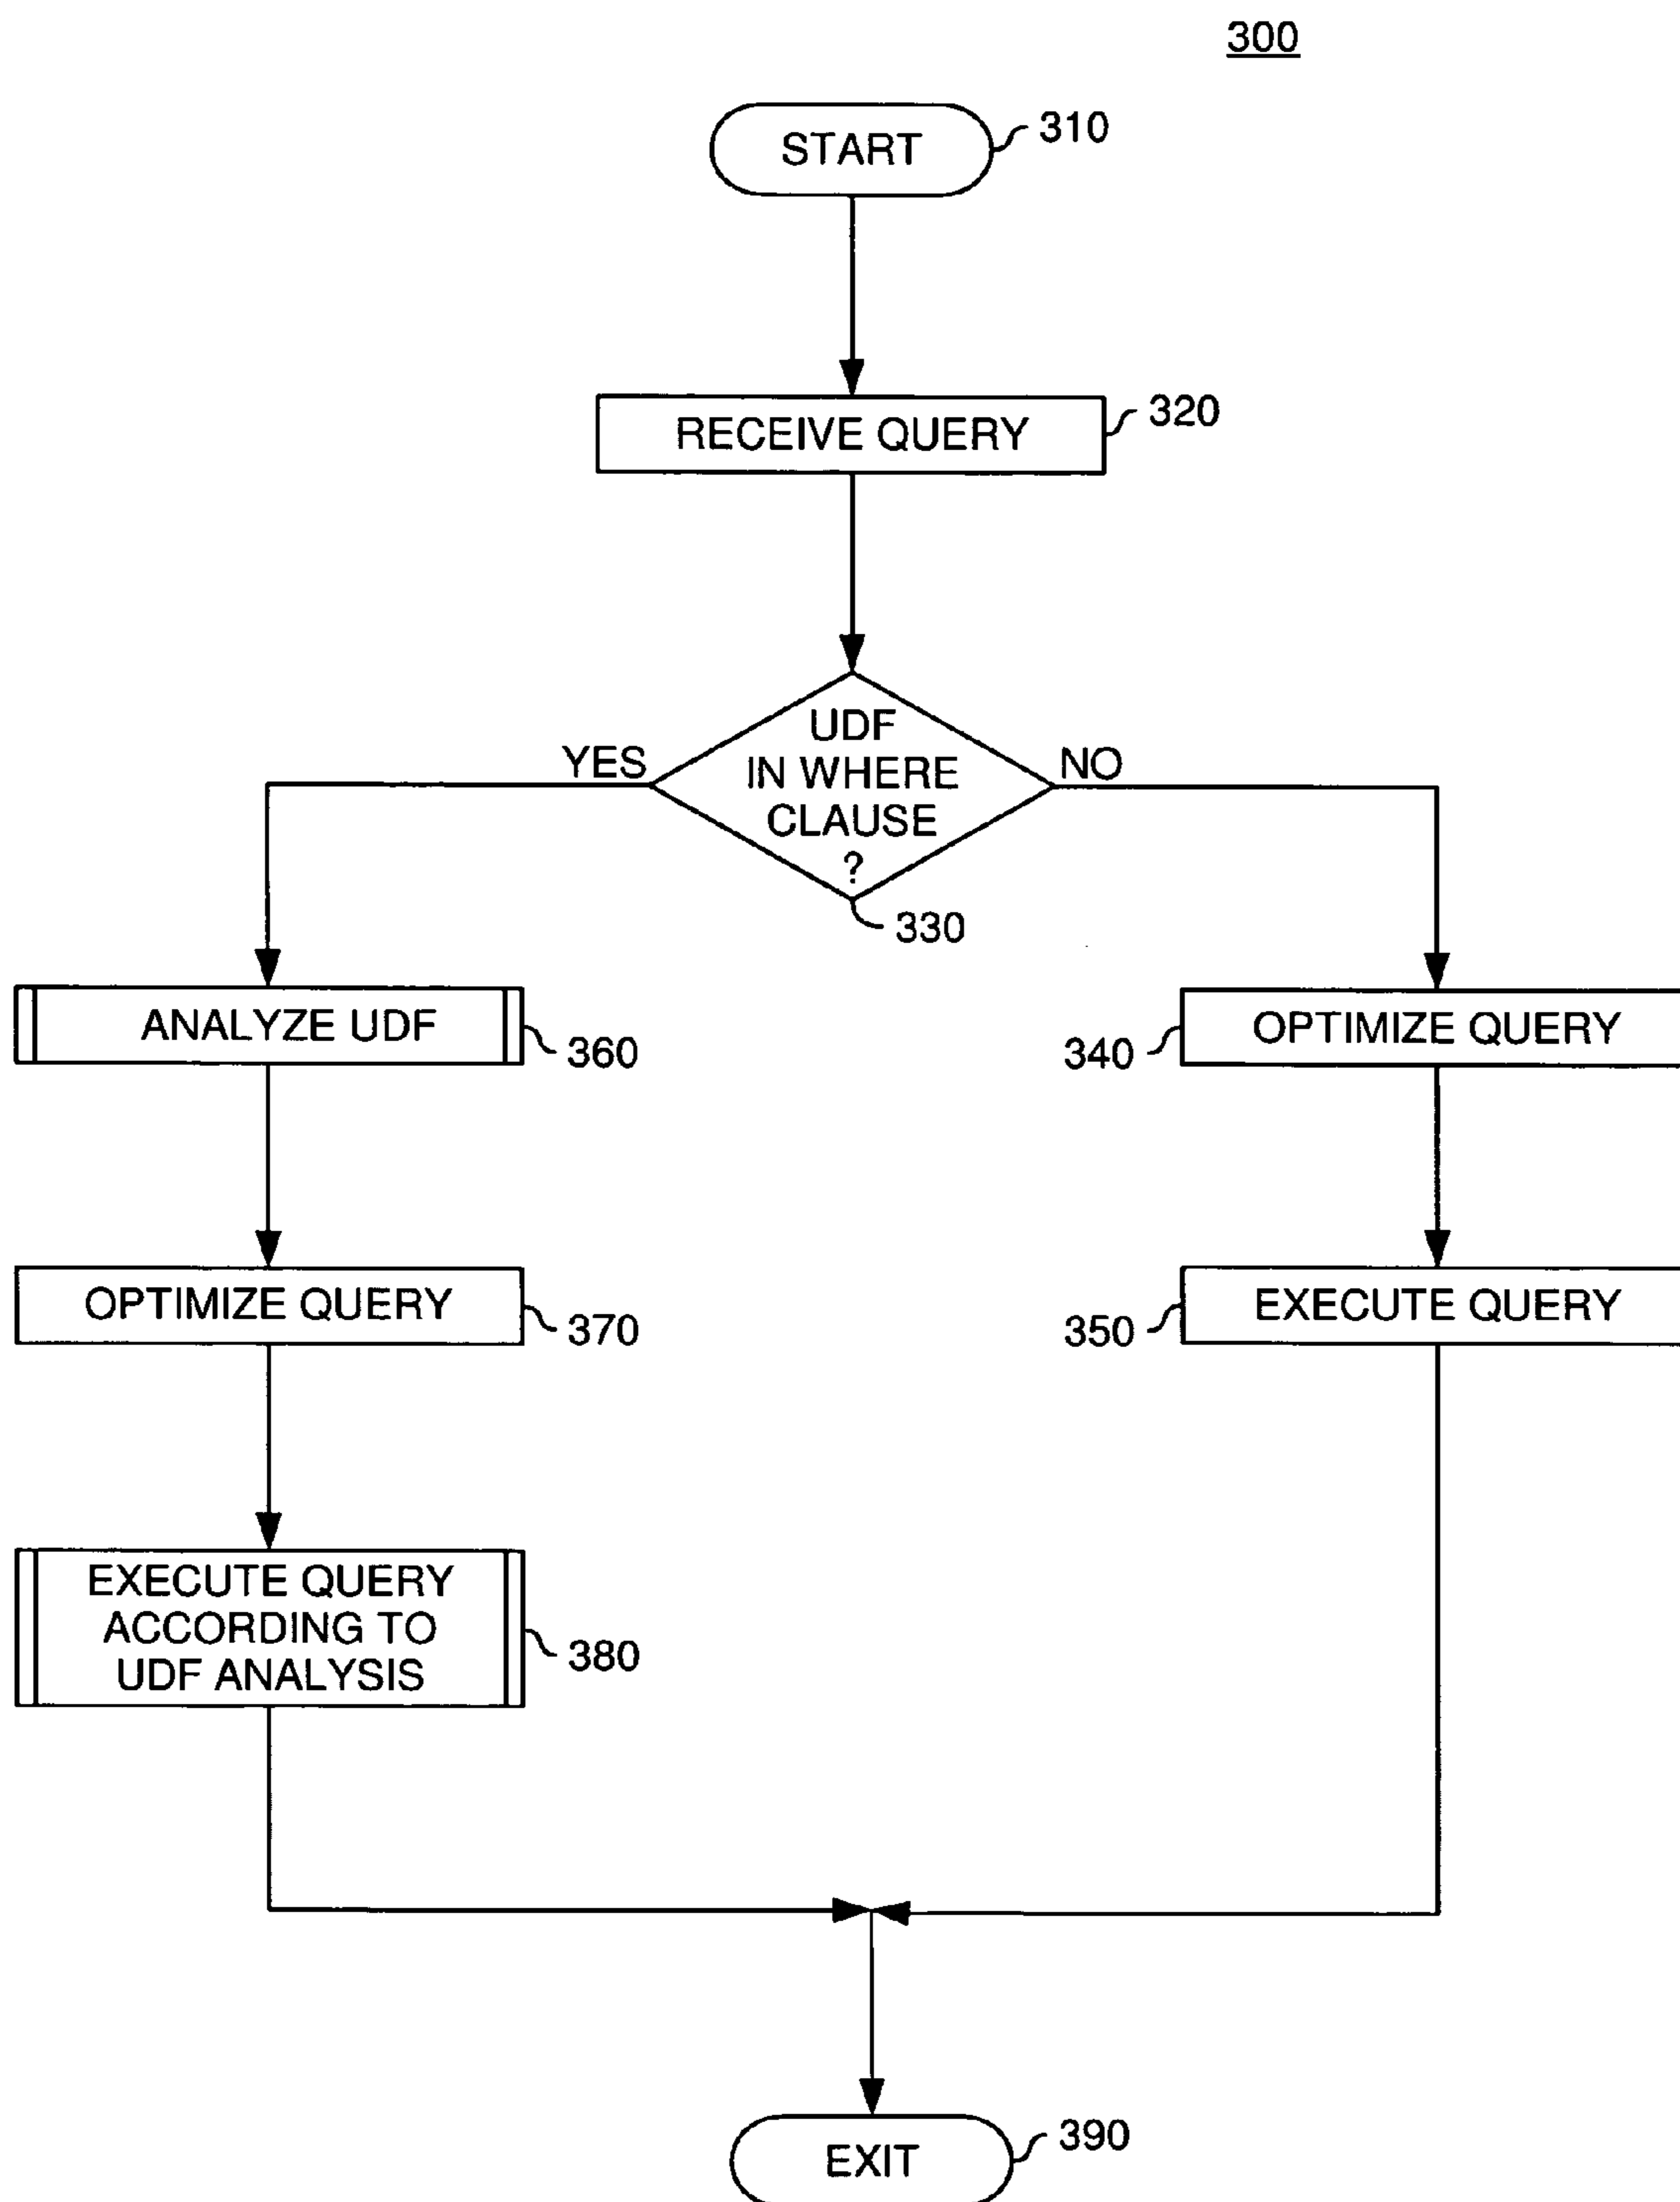 300
START
310
RECEIVE QUERY
320
UDF
IN WHERE
CLAUSE
?
YES
NO
330
ANALYZE UDF
360
340
OPTIMIZE QUERY
OPTIMIZE QUERY
370
350
EXECUTE QUERY
EXECUTE QUERY
ACCORDING TO
UDF ANALYSIS
380
EXIT
390